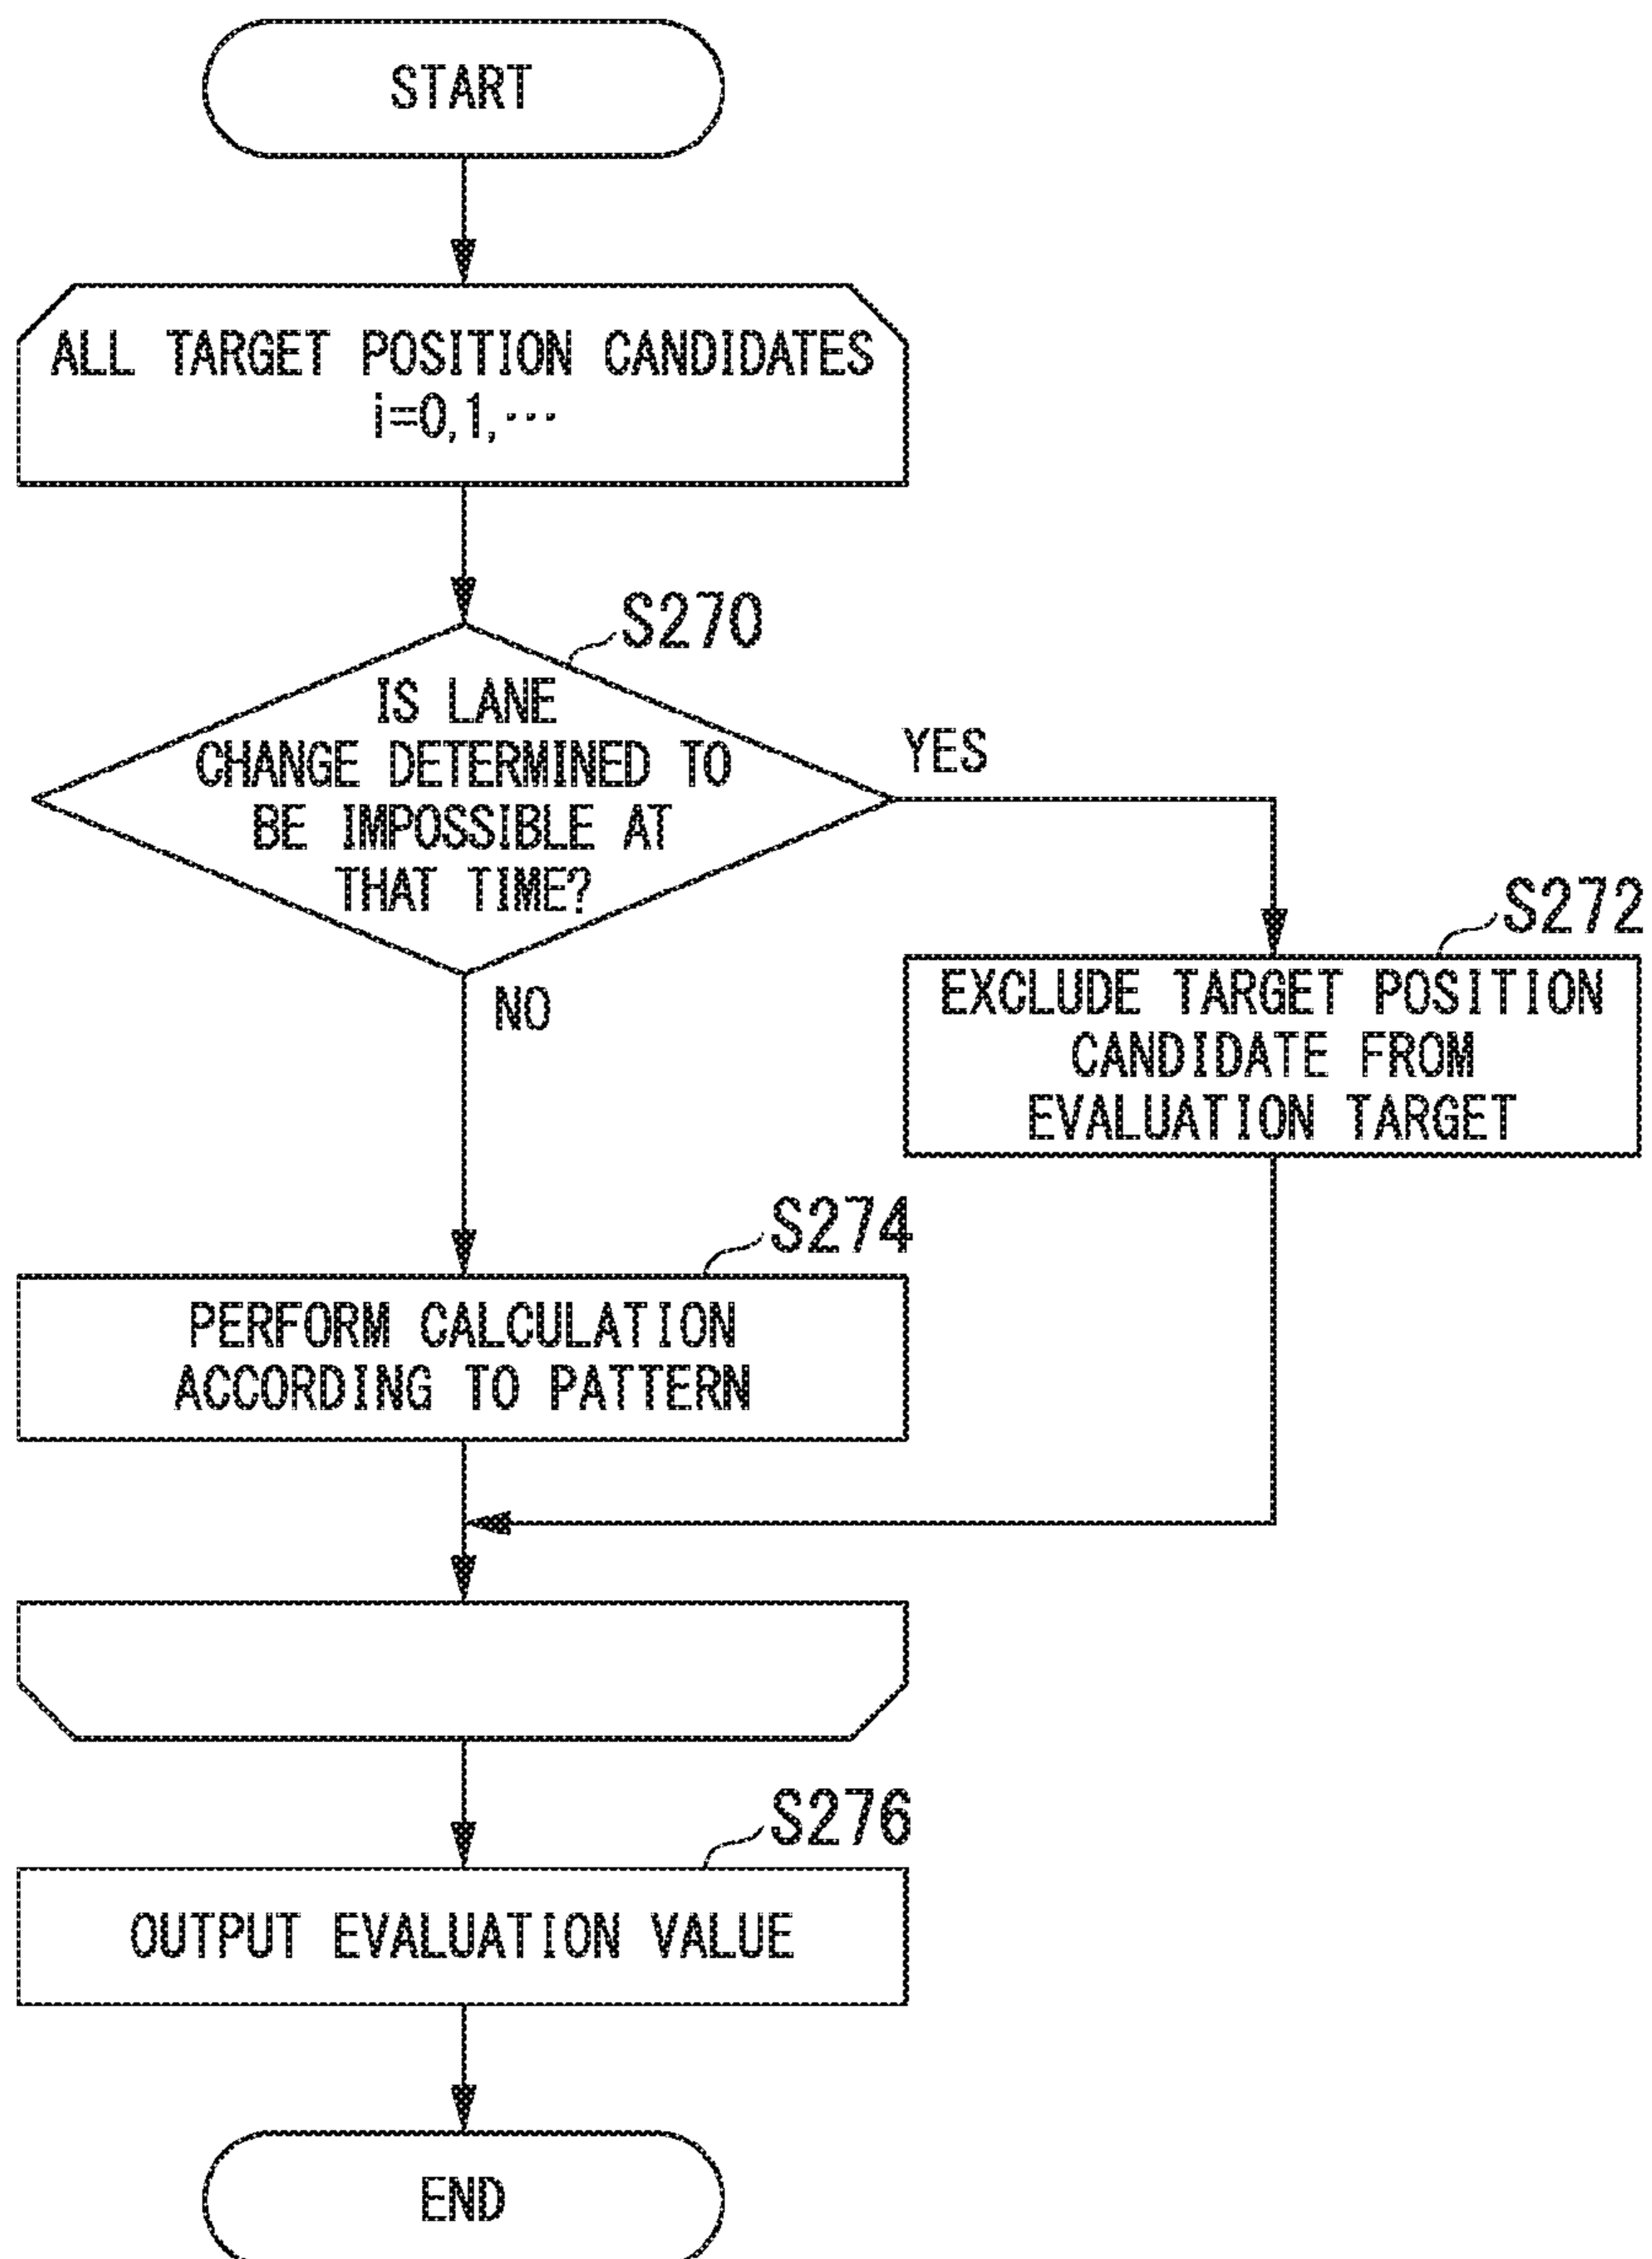 START
ALL TARGET POSITION CANDIDATES
i=0,1,···
S270
IS LANE
CHANGE DETERMINED TO
BE IMPOSSIBLE AT
THAT TIME?
YES
NO
S272
EXCLUDE TARGET POSITION
CANDIDATE FROM
EVALUATION TARGET
S274
PERFORM CALCULATION
ACCORDING TO PATTERN
S276
OUTPUT EVALUATION VALUE
END